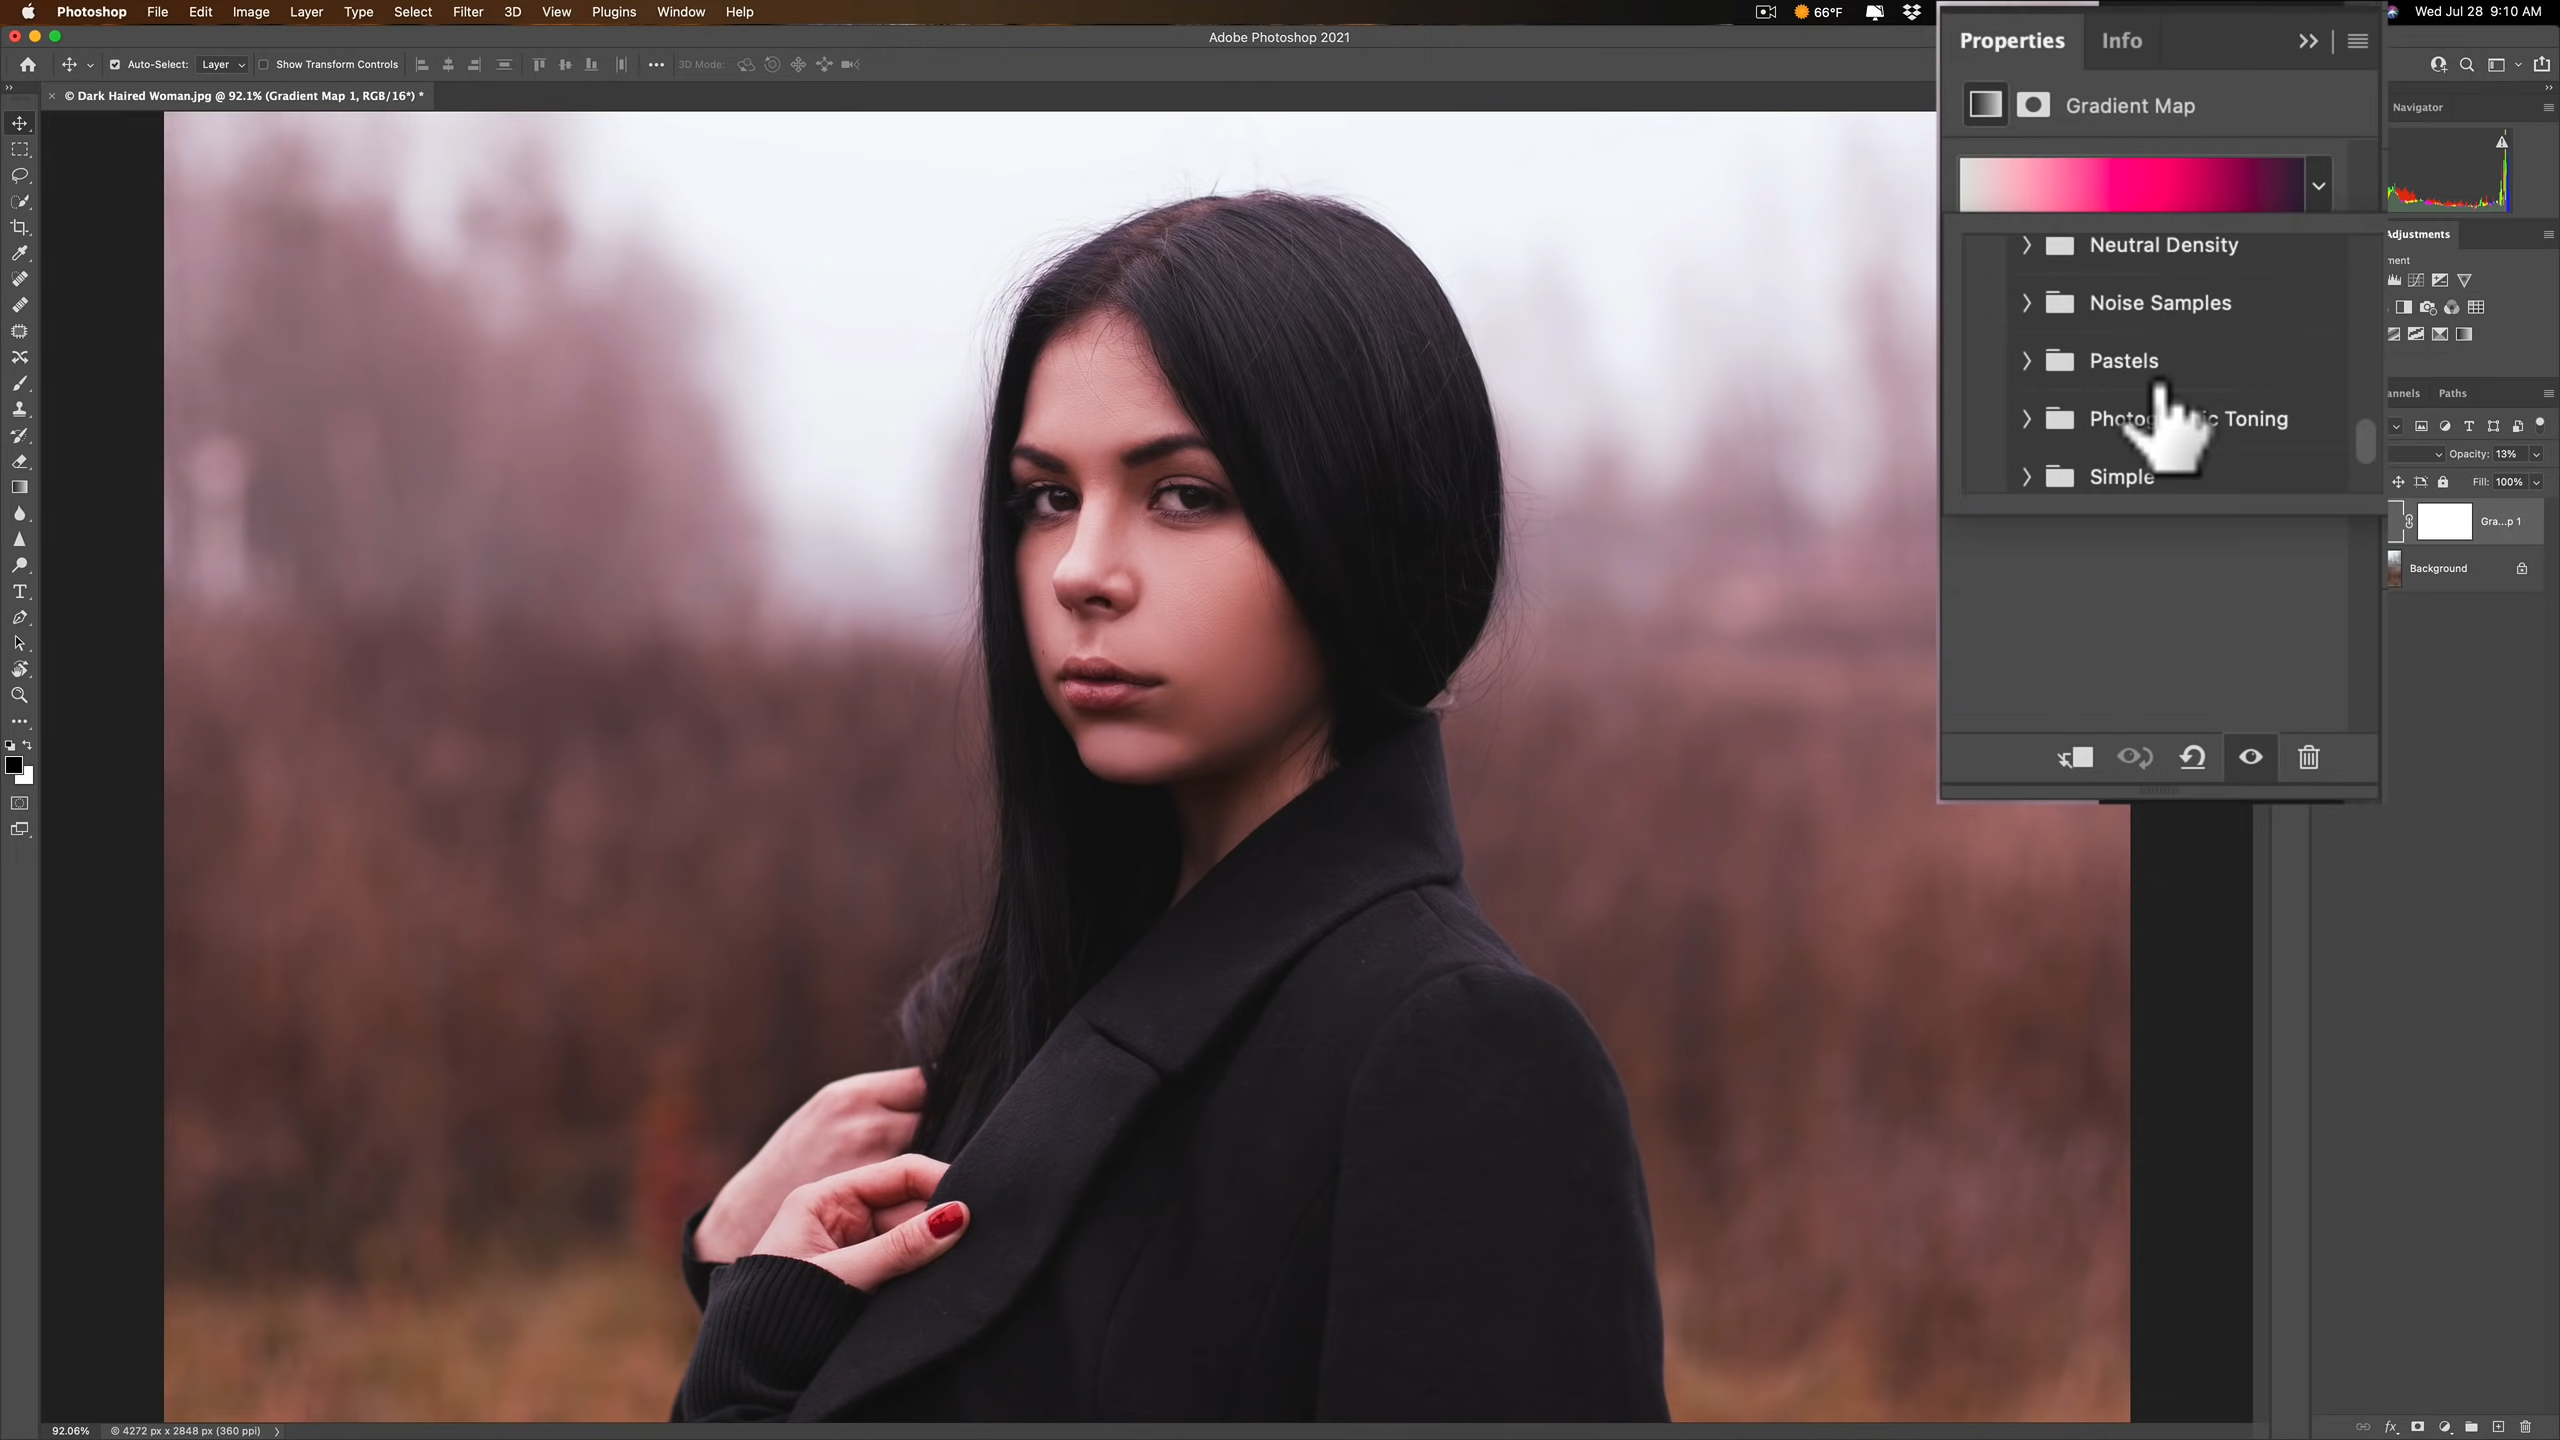 Photoshop File Edit Image Layer Type Select Filter 3D View Plugins Window Help
66°F
Wed Jul 28 9:10 AM
Adobe Photoshop 2021
Auto-Select: Layer Show Transform Controls 3D Mode:
© Dark Haired Woman.jpg @ 92.1% (Gradient Map 1, RGB/16*) *
Properties Info
Gradient Map
Neutral Density
Noise Samples
Pastels
Toning
Simple
Navigator
Adjustments
ment
annels Paths
Opacity: 13%
Fill: 100%
Gra...p 1
Background
92.06% © 4272 px x 2848 px (360 ppi)